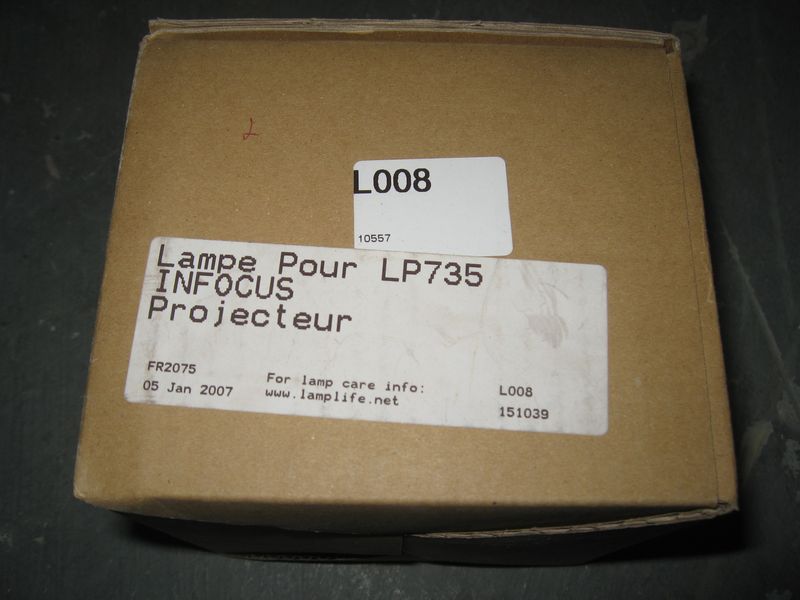 L008
10557
Lampe Pour LP735
INFOCUS
Projecteur
FR2075
05 Jan 2007
For lamp care info:
www.lamplife.net
L008
151039